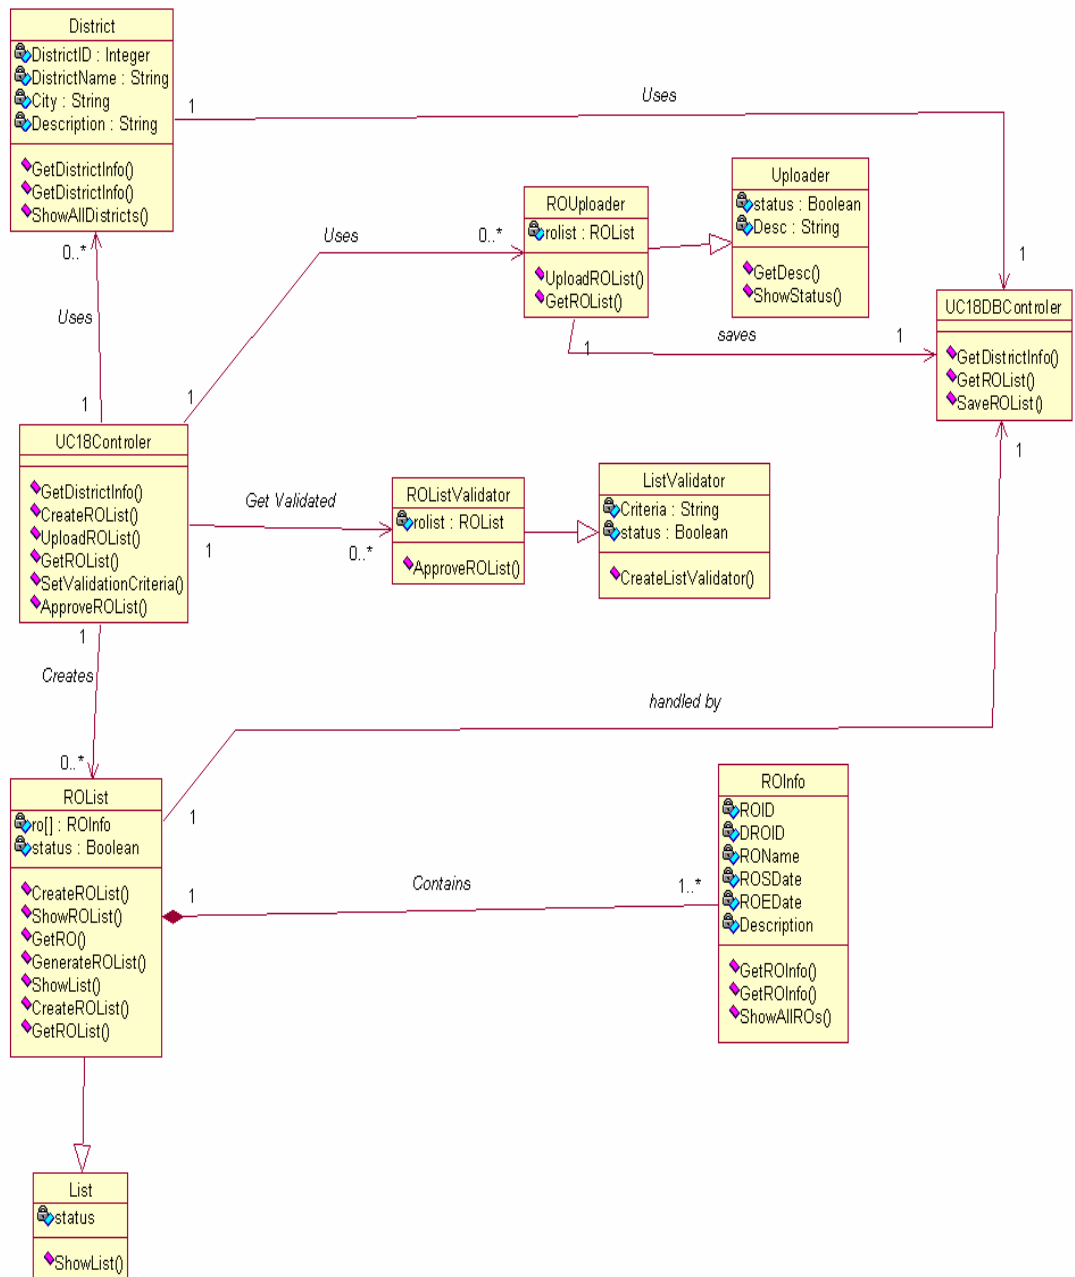 District
DistrictID : Integer
DistrictName : String
City : String
Description : String
GetDistrictInfo()
GetDistrictInfo()
ShowAllDistricts()
1
Uses
0..*
Uses
1
Uses
1
0..*
ROUploader
rolist : ROList
UploadROList()
GetROList()
Uploader
status : Boolean
Desc : String
GetDesc()
ShowStatus()
1
saves
1
1
UC18DBControler
GetDistrictInfo()
GetROList()
SaveROList()
1
UC18Controler
GetDistrictInfo()
CreateROList()
UploadROList()
GetROList()
SetValidationCriteria()
ApproveROList()
Get Validated
1
0..*
ROListValidator
rolist : ROList
ApproveROList()
ListValidator
Criteria : String
status : Boolean
CreateListValidator()
1
Creates
0..*
handled by
1
ROList
ro[] : ROInfo
status : Boolean
CreateROList()
ShowROList()
GetRO()
GenerateROList()
ShowList()
CreateROList()
GetROList()
1
Contains
1..*
ROInfo
ROID
DROID
ROName
ROSDate
ROEDate
Description
GetROInfo()
GetROInfo()
ShowAllROs()
List
status
ShowList()